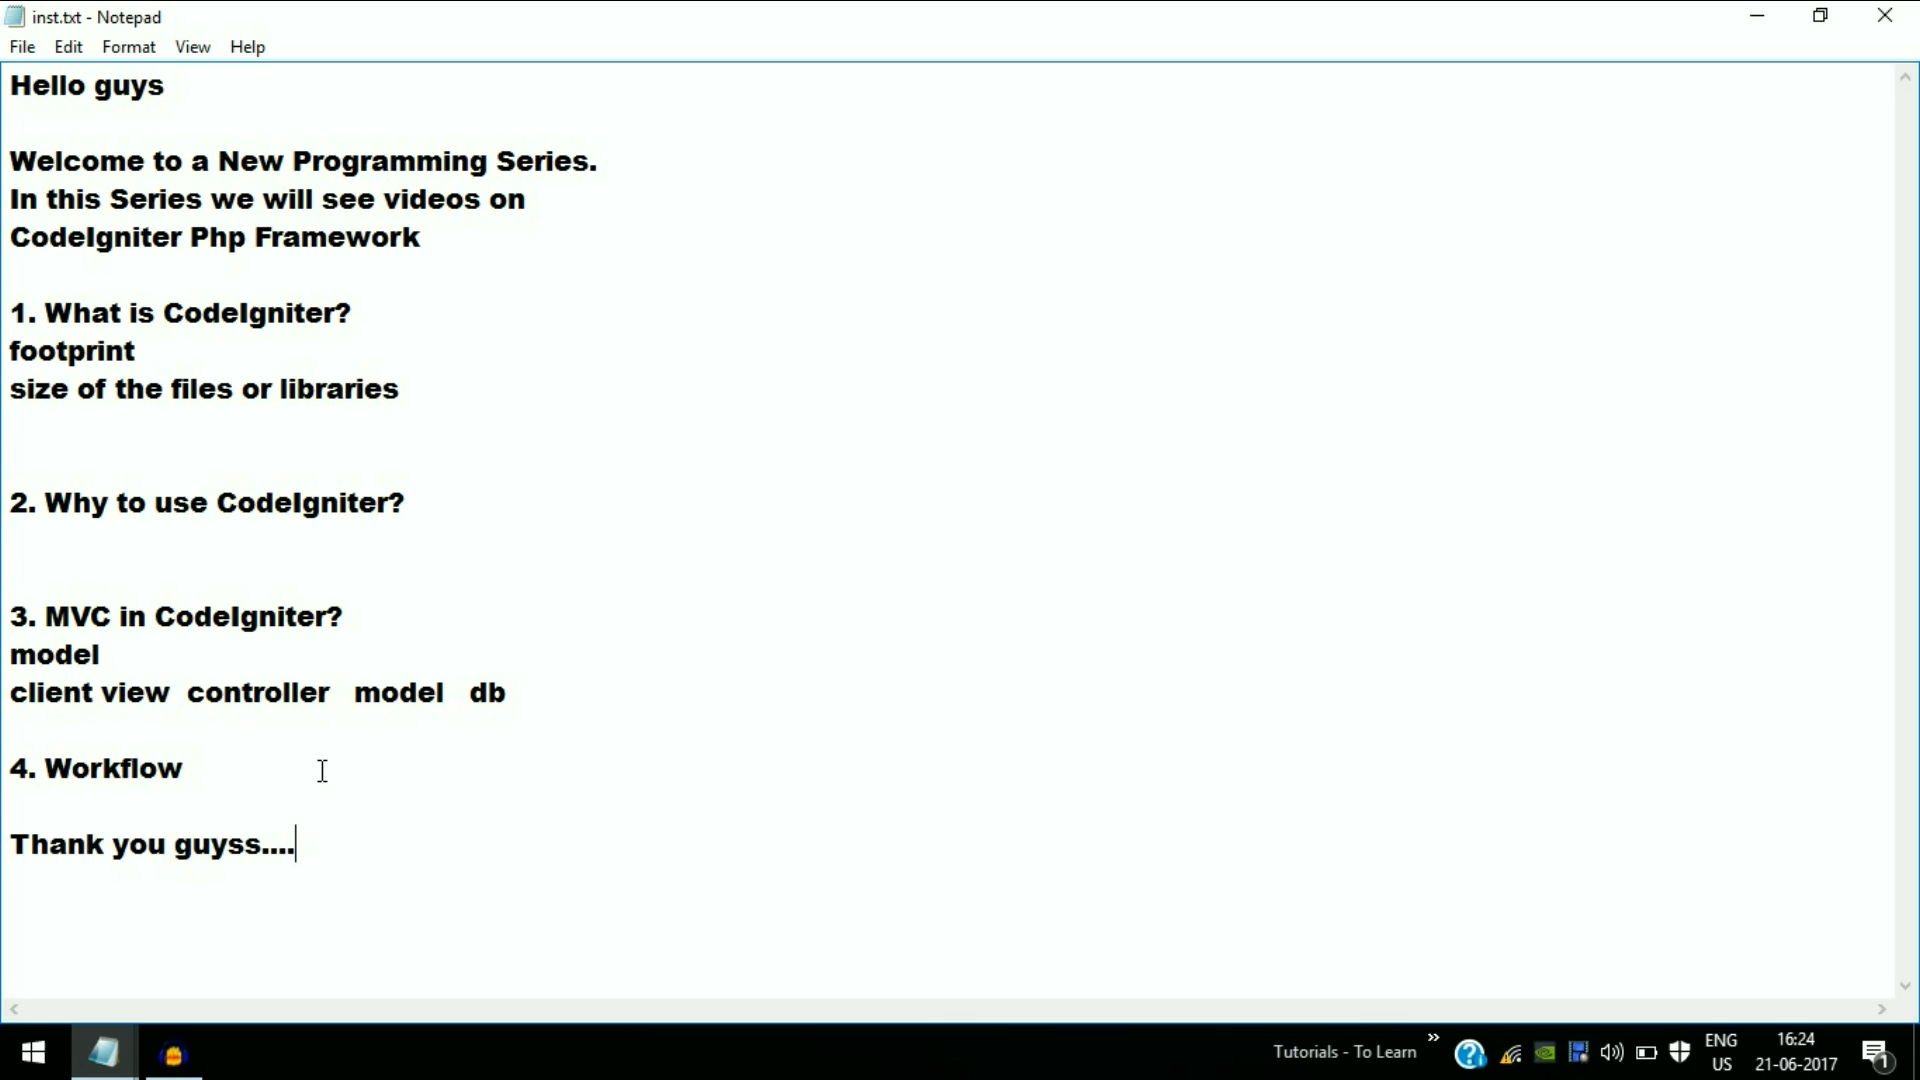 inst.txt - Notepad
File Edit Format View Help
Hello guys
Welcome to a New Programming Series.
In this Series we will see videos on
CodeIgniter Php Framework
1. What is CodeIgniter?
footprint
size of the files or libraries
2. Why to use CodeIgniter?
3. MVC in CodeIgniter?
model
client view controller model db
4. Workflow
Thank you guyss....
Tutorials - To Learn
ENG
US
16:24
21-06-2017
1